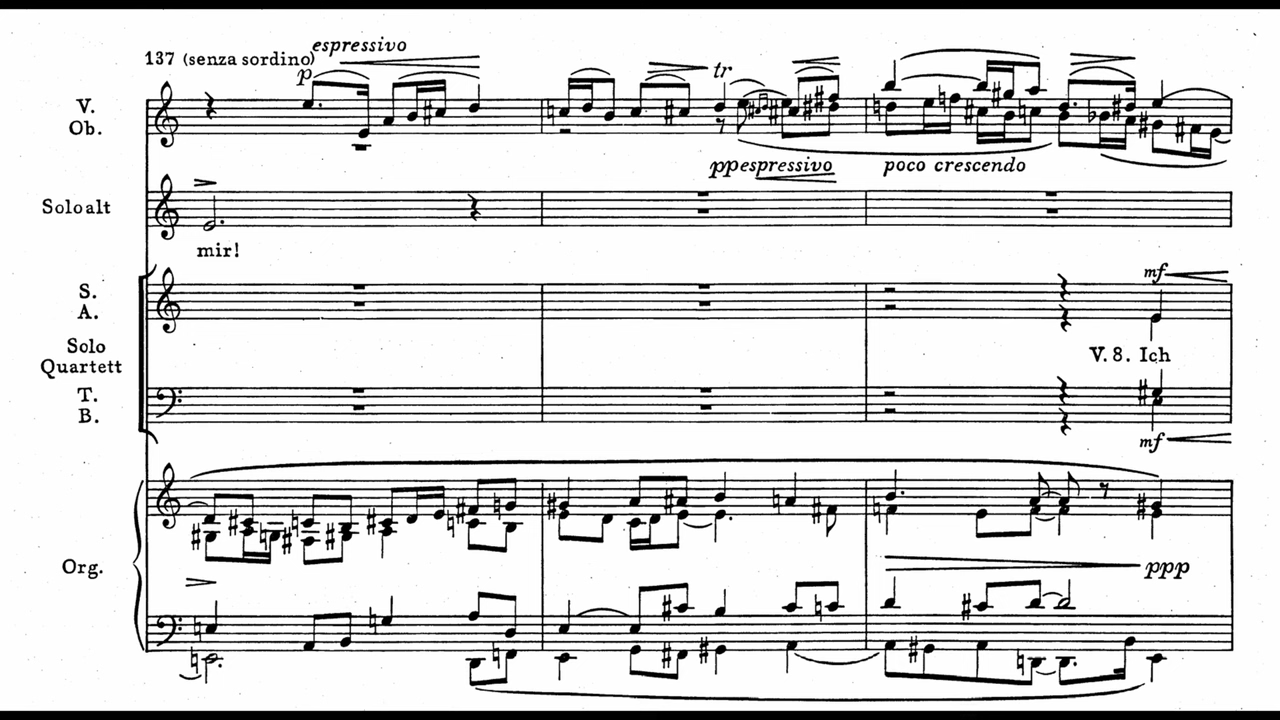 espressivo
137 (senza sordino)
p
tr
V.
Ob.
pp espressivo
poco crescendo
Solo alt
mir!
mf
S.
A.
Solo
Quartett
V. 8. Ich
T.
B.
mf
Org.
ppp